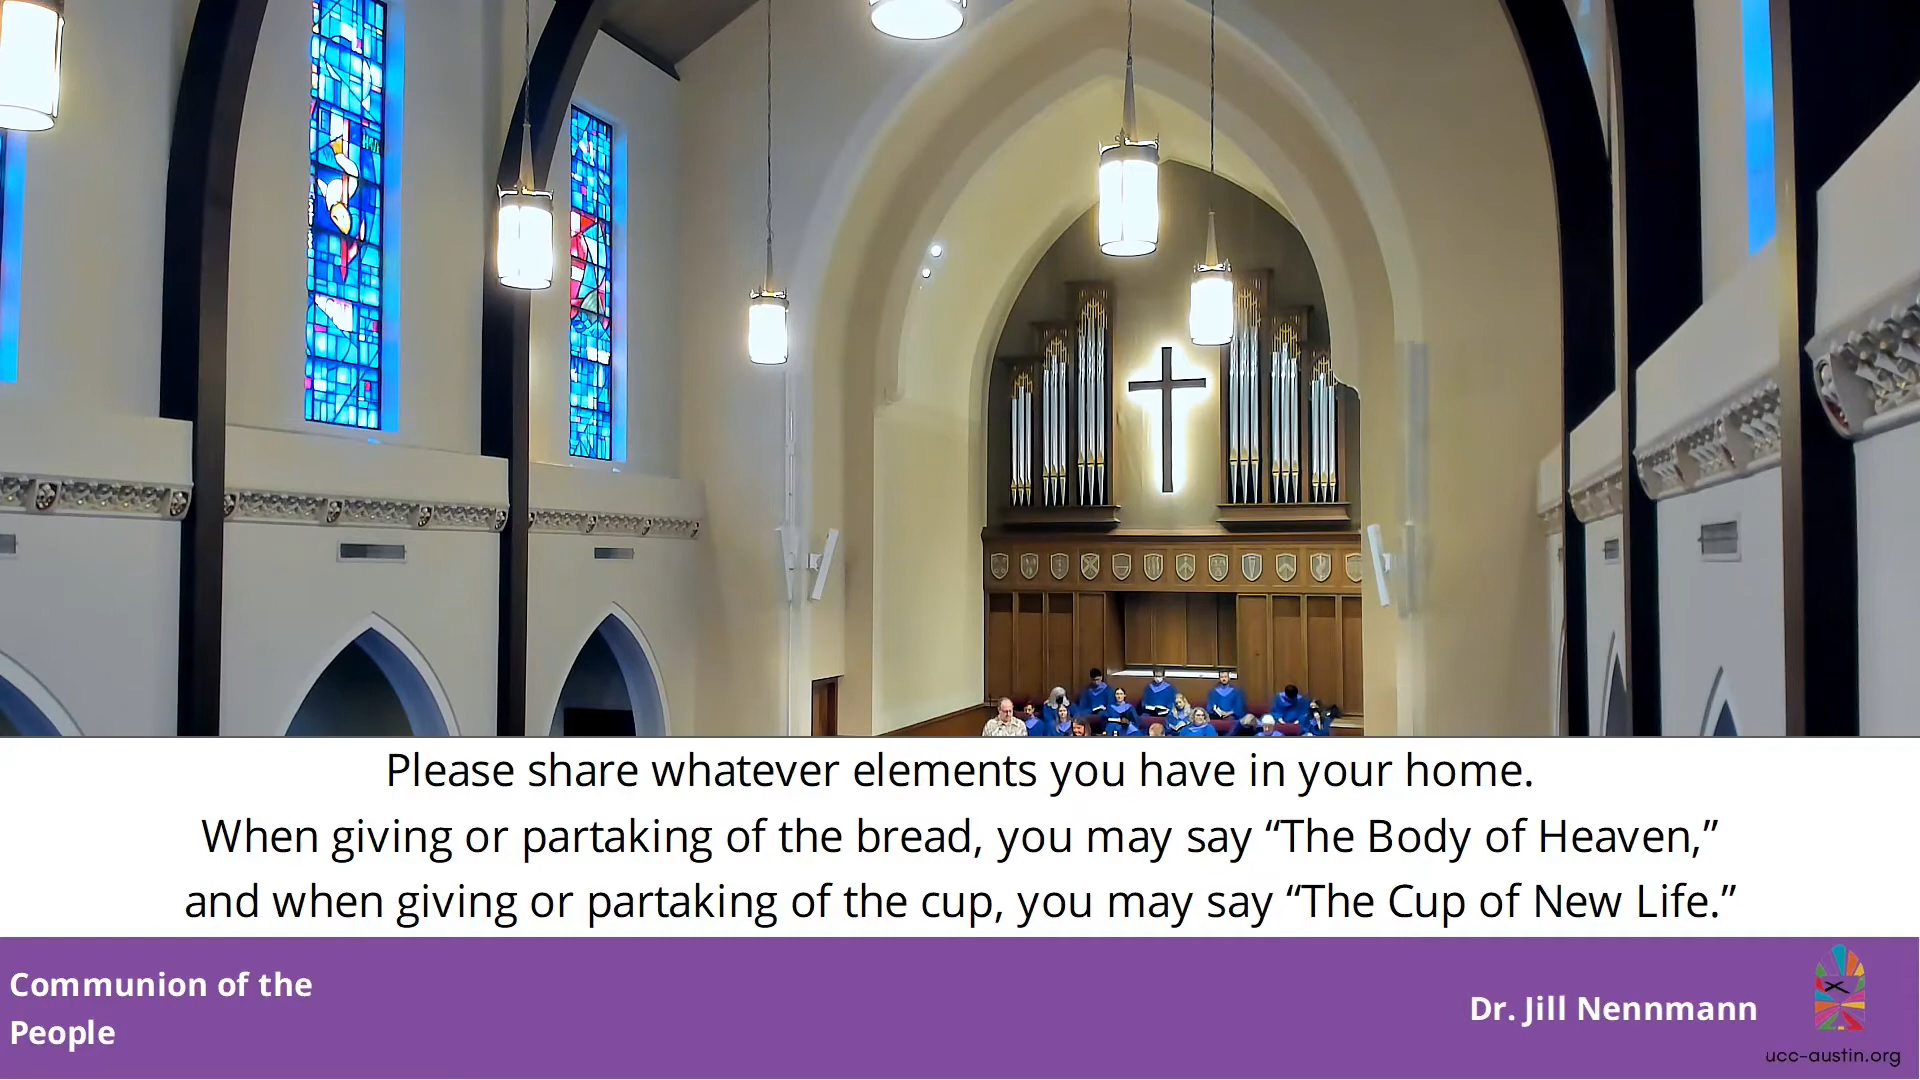 Please share whatever elements you have in your home.
When giving or partaking of the bread, you may say “The Body of Heaven,”
and when giving or partaking of the cup, you may say “The Cup of New Life.”
Communion of the
People
Dr. Jill Nennmann
ucc-austin.org